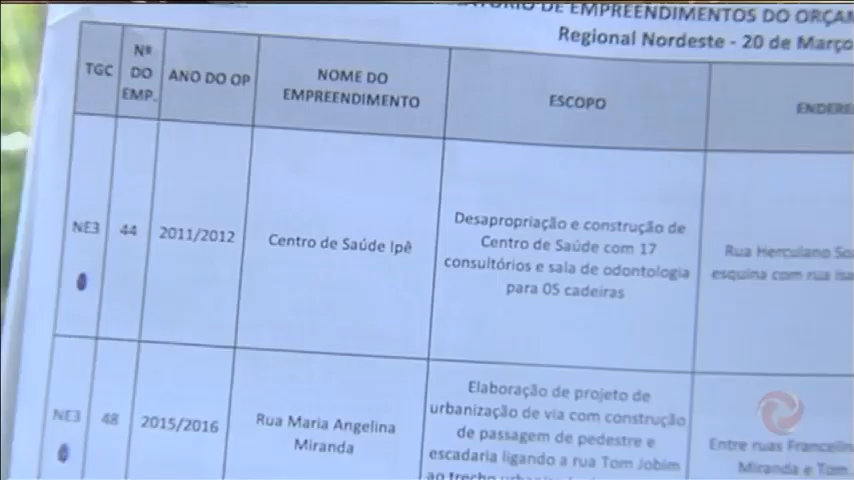 DE EMPREENDIMENTOS DO
Regional Nordeste - 20 de Março
TGC
Nº
DO
EMP.
ANO DO OP
NOME DO
EMPREENDIMENTO
ESCOPO
NE3
44
2011/2012
Centro de Saúde Ipê
Desapropriação e construção de
Centro de Saúde com 17
consultórios e sala de odontologia
para 05 cadeiras
Rua Herculano
esquina com rua
NE3
48
2015/2016
Rua Maria Angelina
Miranda
Elaboração de projeto de
urbanização de via com construção
de passagem de pedestre e
escadaria ligando a rua Tom Jobim
ao trecho
Entre ruas
Miranda e Tom